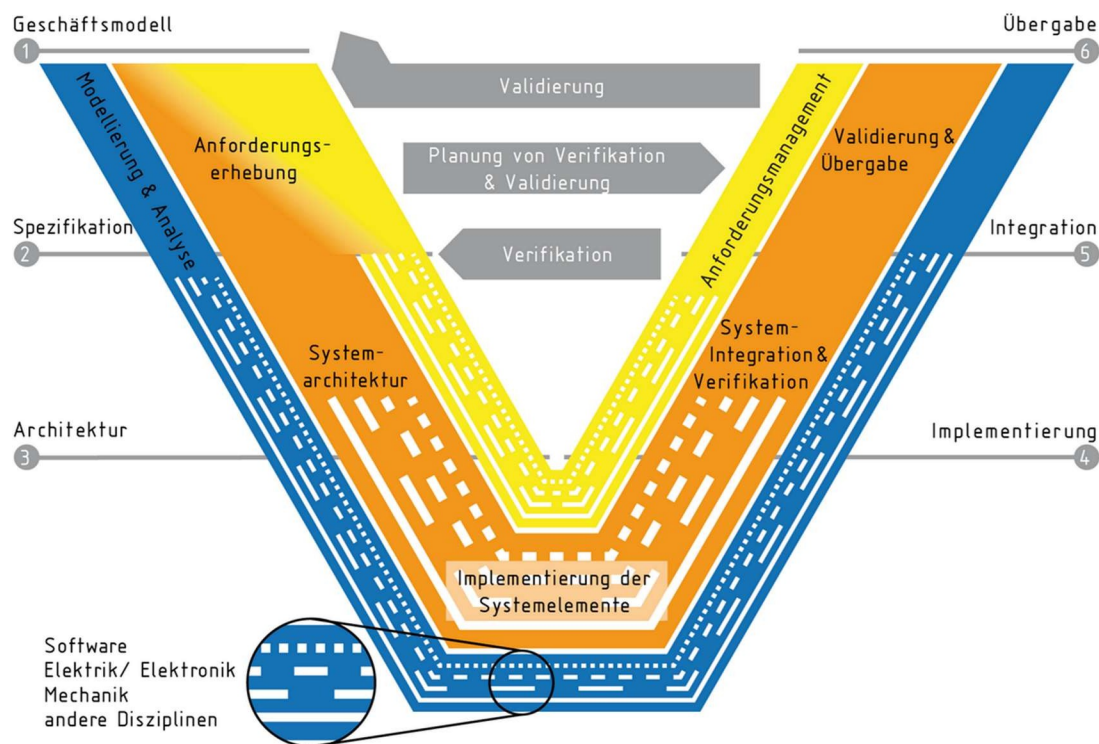 Geschäftsmodell
1
Übergabe
6
Validierung
Modellierung & Analyse
Anforderungs-
erhebung
Planung von Verifikation
& Validierung
Anforderungsmanagement
Validierung &
Übergabe
Spezifikation
2
Verifikation
Integration
5
System-
architektur
System-
Integration &
Verifikation
Architektur
3
Implementierung
4
Implementierung der
Systemelemente
Software
Elektrik/ Elektronik
Mechanik
andere Disziplinen